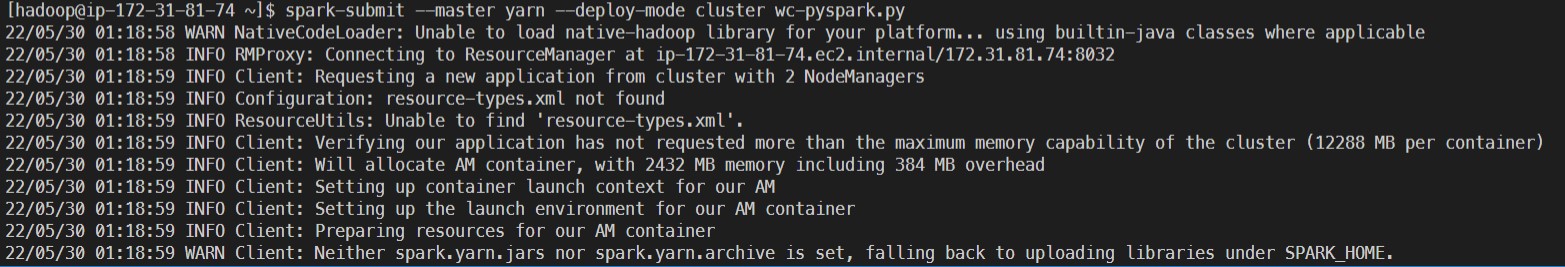 [hadoop@ip-172-31-81-74 ~]$ spark-submit --master yarn --deploy-mode cluster wc-pyspark.py
22/05/30 01:18:58 WARN NativeCodeLoader: Unable to load native-hadoop library for your platform... using builtin-java classes where applicable
22/05/30 01:18:58 INFO RMProxy: Connecting to ResourceManager at ip-172-31-81-74.ec2.internal/172.31.81.74:8032
22/05/30 01:18:59 INFO Client: Requesting a new application from cluster with 2 NodeManagers
22/05/30 01:18:59 INFO Configuration: resource-types.xml not found
22/05/30 01:18:59 INFO ResourceUtils: Unable to find 'resource-types.xml'.
22/05/30 01:18:59 INFO Client: Verifying our application has not requested more than the maximum memory capability of the cluster (12288 MB per container)
22/05/30 01:18:59 INFO Client: Will allocate AM container, with 2432 MB memory including 384 MB overhead
22/05/30 01:18:59 INFO Client: Setting up container launch context for our AM
22/05/30 01:18:59 INFO Client: Setting up the launch environment for our AM container
22/05/30 01:18:59 INFO Client: Preparing resources for our AM container
22/05/30 01:18:59 WARN Client: Neither spark.yarn.jars nor spark.yarn.archive is set, falling back to uploading libraries under SPARK_HOME.